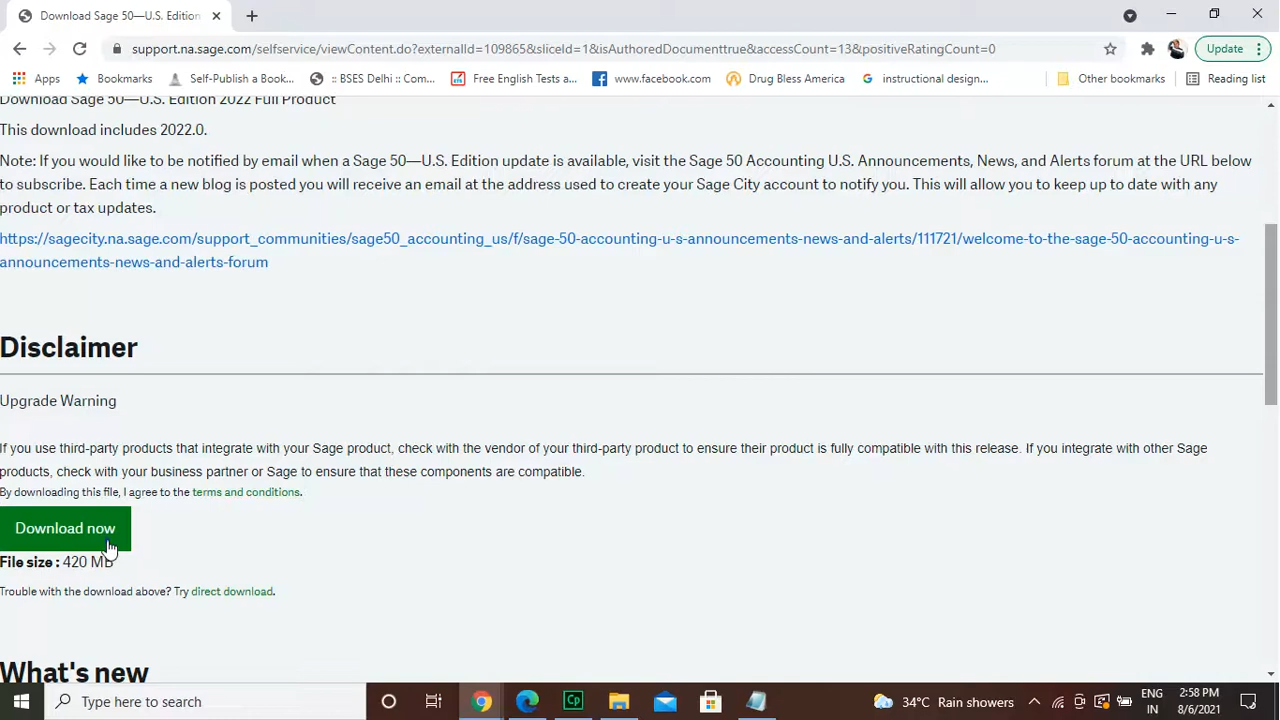 Download Sage 50—U.S. Edition
support.na.sage.com/selfservice/viewContent.do?externalId=109865&sliceId=1&isAuthoredDocumenttrue&accessCount=13&positiveRatingCount=0
Update
Apps
Bookmarks
Self-Publish a Book...
:: BSES Delhi :: Com...
Free English Tests a...
www.facebook.com
Drug Bless America
instructional design...
Other bookmarks
Reading list
Download Sage 50—U.S. Edition 2022 Full Product
This download includes 2022.0.
Note: If you would like to be notified by email when a Sage 50—U.S. Edition update is available, visit the Sage 50 Accounting U.S. Announcements, News, and Alerts forum at the URL below
to subscribe. Each time a new blog is posted you will receive an email at the address used to create your Sage City account to notify you. This will allow you to keep up to date with any
product or tax updates.
https://sagecity.na.sage.com/support_communities/sage50_accounting_us/f/sage-50-accounting-u-s-announcements-news-and-alerts/111721/welcome-to-the-sage-50-accounting-u-s-
announcements-news-and-alerts-forum
Disclaimer
Upgrade Warning
If you use third-party products that integrate with your Sage product, check with the vendor of your third-party product to ensure their product is fully compatible with this release. If you integrate with other Sage
products, check with your business partner or Sage to ensure that these components are compatible.
By downloading this file, I agree to the terms and conditions.
Download now
File size : 420 MB
Trouble with the download above? Try direct download.
What's new
Type here to search
Cp
34°C Rain showers
ENG
IN
2:58 PM
8/6/2021